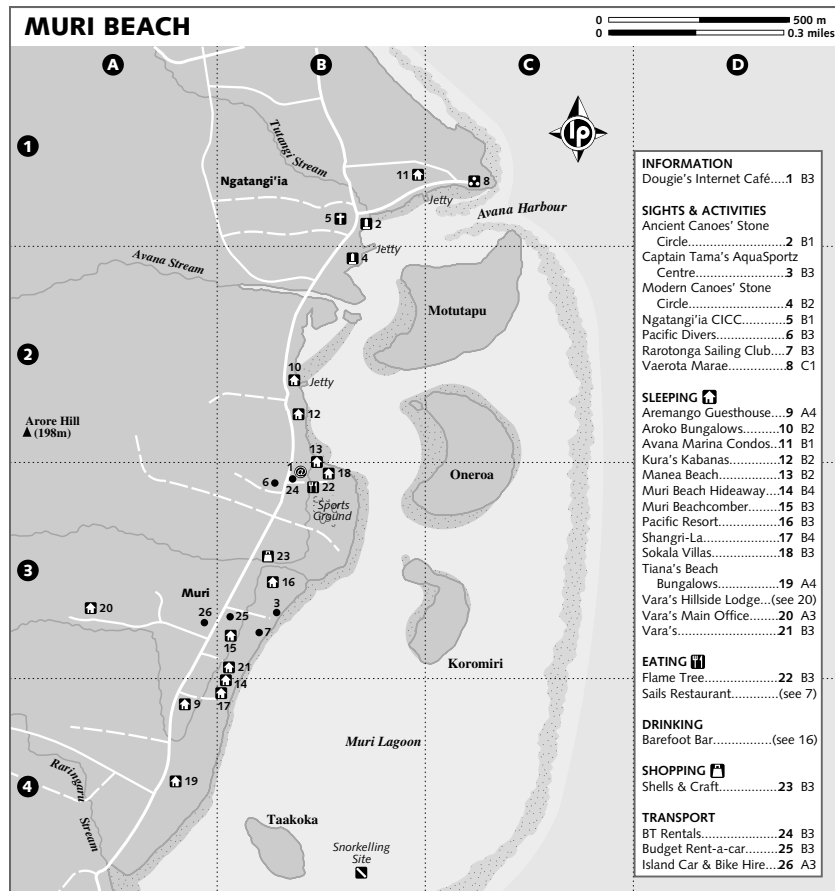 MURI BEACH
0 500 m
0 0.3 miles
A
B
C
D
1
2
3
4
lp
Tutangi Stream
Ngatangi'ia
11
8
Jetty
Avana Harbour
5
2
Jetty
4
Avana Stream
Motutapu
10
Jetty
12
Arore Hill
(198m)
13
1
@
18
6
24
22
Oneroa
Sports
Ground
23
16
Muri
20
26
25
3
7
15
Koromiri
21
14
17
9
Muri Lagoon
19
Raringaru
Stream
Taakoka
Snorkelling
Site
INFORMATION
Dougie's Internet Café.....1 B3
SIGHTS & ACTIVITIES
Ancient Canoes' Stone
Circle.......................2 B1
Captain Tama's AquaSportz
Centre.....................3 B3
Modern Canoes' Stone
Circle.......................4 B2
Ngatangi'ia CICC............5 B1
Pacific Divers.................6 B3
Rarotonga Sailing Club....7 B3
Vaerota Marae...............8 C1
SLEEPING
Aremango Guesthouse....9 A4
Aroko Bungalows..........10 B2
Avana Marina Condos....11 B1
Kura's Kabanas.............12 B2
Manea Beach...............13 B2
Muri Beach Hideaway....14 B4
Muri Beachcomber........15 B3
Pacific Resort................16 B3
Shangri-La....................17 B4
Sokala Villas.................18 B3
Tiana's Beach
Bungalows...............19 A4
Vara's Hillside Lodge...(see 20)
Vara's Main Office........20 A3
Vara's..........................21 B3
EATING
Flame Tree...................22 B3
Sails Restaurant............(see 7)
DRINKING
Barefoot Bar...............(see 16)
SHOPPING
Shells & Craft...............23 B3
TRANSPORT
BT Rentals....................24 B3
Budget Rent-a-car.........25 B3
Island Car & Bike Hire...26 A3